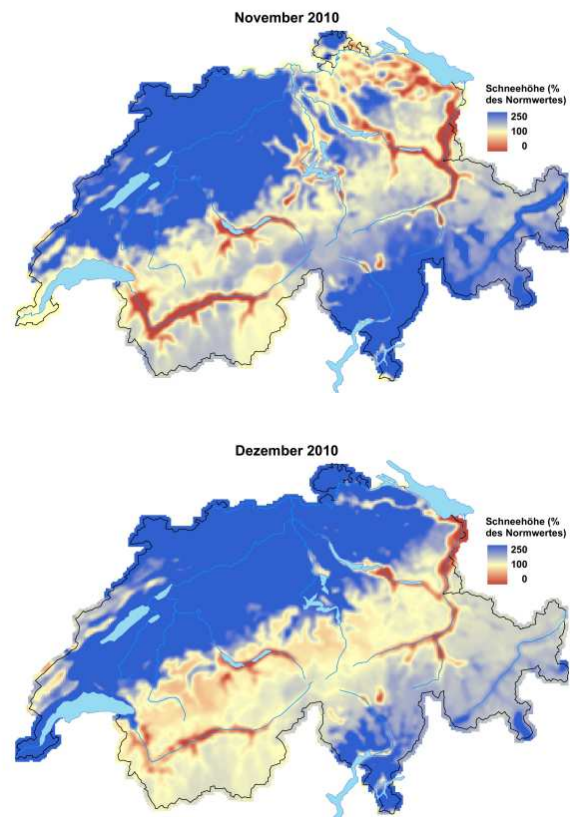 November 2010
Schneehöhe (%
des Normwertes)
250
100
0
Dezember 2010
Schneehöhe (%
des Normwertes)
250
100
0